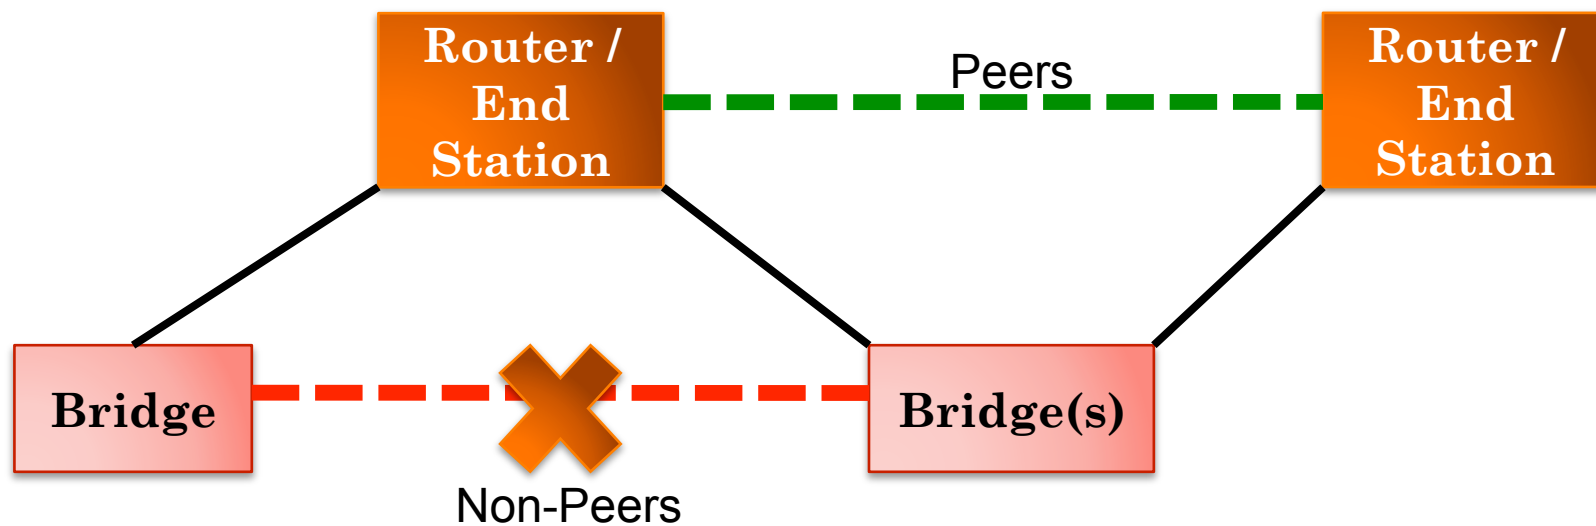 Router /
End
Station
Peers
Router /
End
Station
Bridge
Bridge(s)
Non-Peers